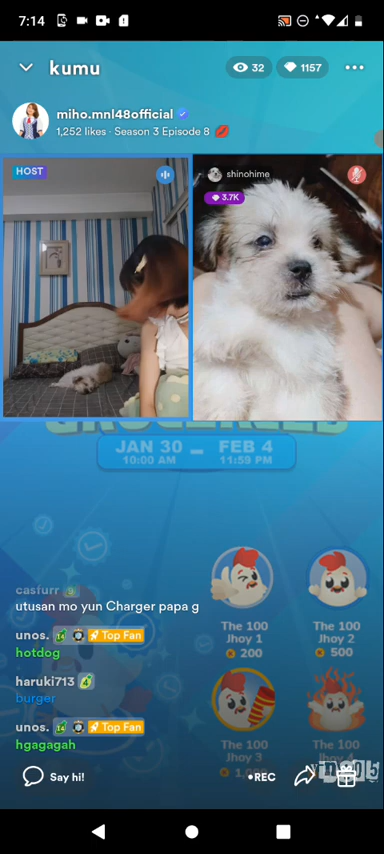 7:14
kumu
32
1157
miho.mnl48official
1,252 likes · Season 3 Episode 8
HOST
shinohime
3.7K
JAN 30 – FEB 4
10:00 AM
11:59 PM
casfurr
utusan mo yun Charger papa g
unos. 14 Top Fan
hotdog
haruki713
burger
unos. 14 Top Fan
hgagagah
The 100
Jhoy 1
200
The 100
Jhoy 2
500
The 100
Jhoy 3
The 100
Say hi!
•REC